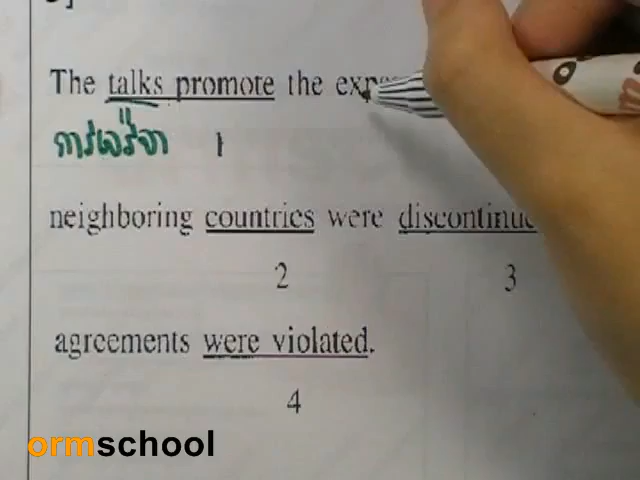 The talks promote the
การเจรจา 1
neighboring countries were
2 3
agreements were violated.
4
ormschool